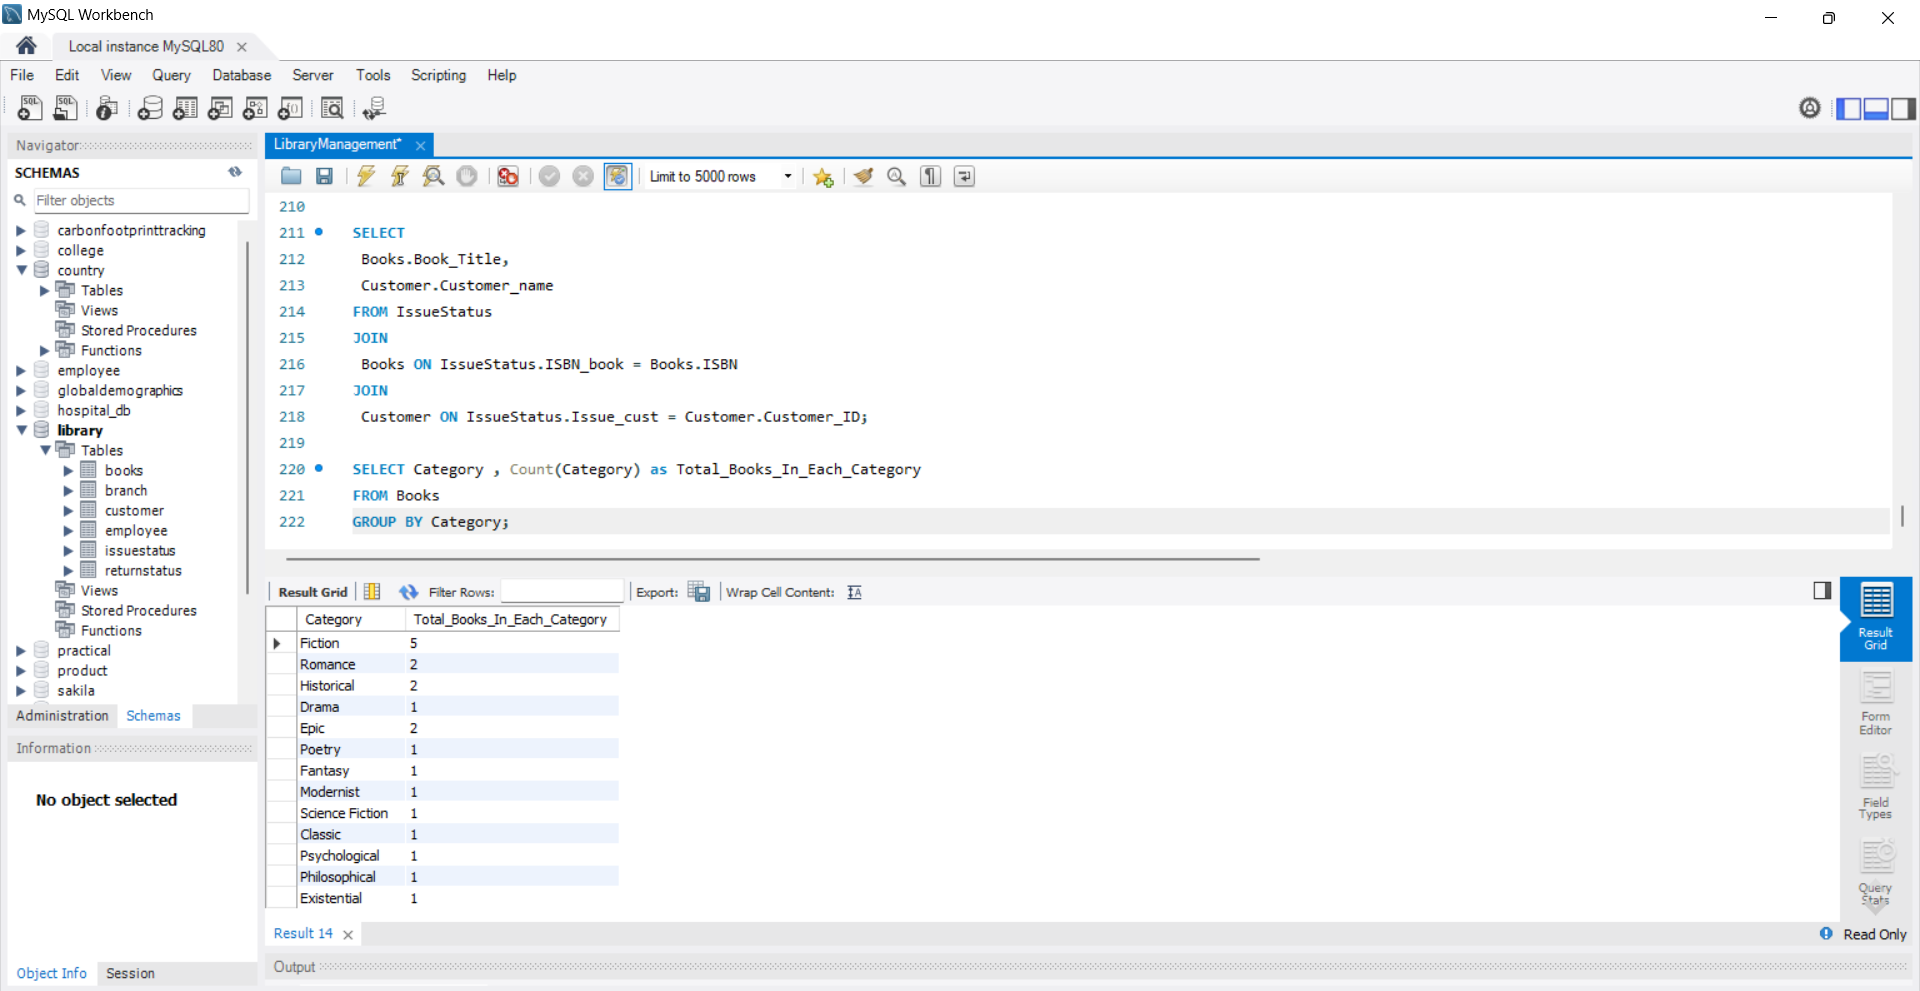 MySQL Workbench
Local instance MySQL80
File Edit View Query Database Server Tools Scripting Help
Navigator
SCHEMAS
Filter objects
carbonfootprinttracking
college
country
Tables
Views
Stored Procedures
Functions
employee
globaldemographics
hospital_db
library
Tables
books
branch
customer
employee
issuestatus
returnstatus
Views
Stored Procedures
Functions
practical
product
sakila
Administration Schemas
Information
No object selected
Object Info Session
LibraryManagement*
Limit to 5000 rows
210
211 SELECT
212 Books.Book_Title,
213 Customer.Customer_name
214 FROM IssueStatus
215 JOIN
216 Books ON IssueStatus.ISBN_book = Books.ISBN
217 JOIN
218 Customer ON IssueStatus.Issue_cust = Customer.Customer_ID;
219
220 SELECT Category , Count(Category) as Total_Books_In_Each_Category
221 FROM Books
222 GROUP BY Category;
Result Grid Filter Rows: Export: Wrap Cell Content:
Category Total_Books_In_Each_Category
Fiction 5
Romance 2
Historical 2
Drama 1
Epic 2
Poetry 1
Fantasy 1
Modernist 1
Science Fiction 1
Classic 1
Psychological 1
Philosophical 1
Existential 1
Result
Grid
Form
Editor
Field
Types
Query
Stats
Result 14
Read Only
Output